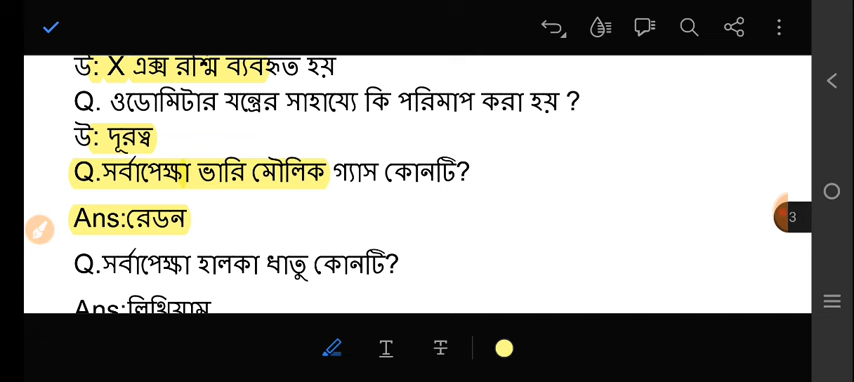 উ: X এক্স রশ্মি ব্যবহৃত হয়
Q. ওডোমিটার যন্ত্রের সাহায্যে কি পরিমাপ করা হয় ?
উ: দূরত্ব
Q.সর্বাপেক্ষা ভারি মৌলিক গ্যাস কোনটি?
Ans:রেডন
3
Q.সর্বাপেক্ষা হালকা ধাতু কোনটি?
Ans:লিথিয়াম
T T